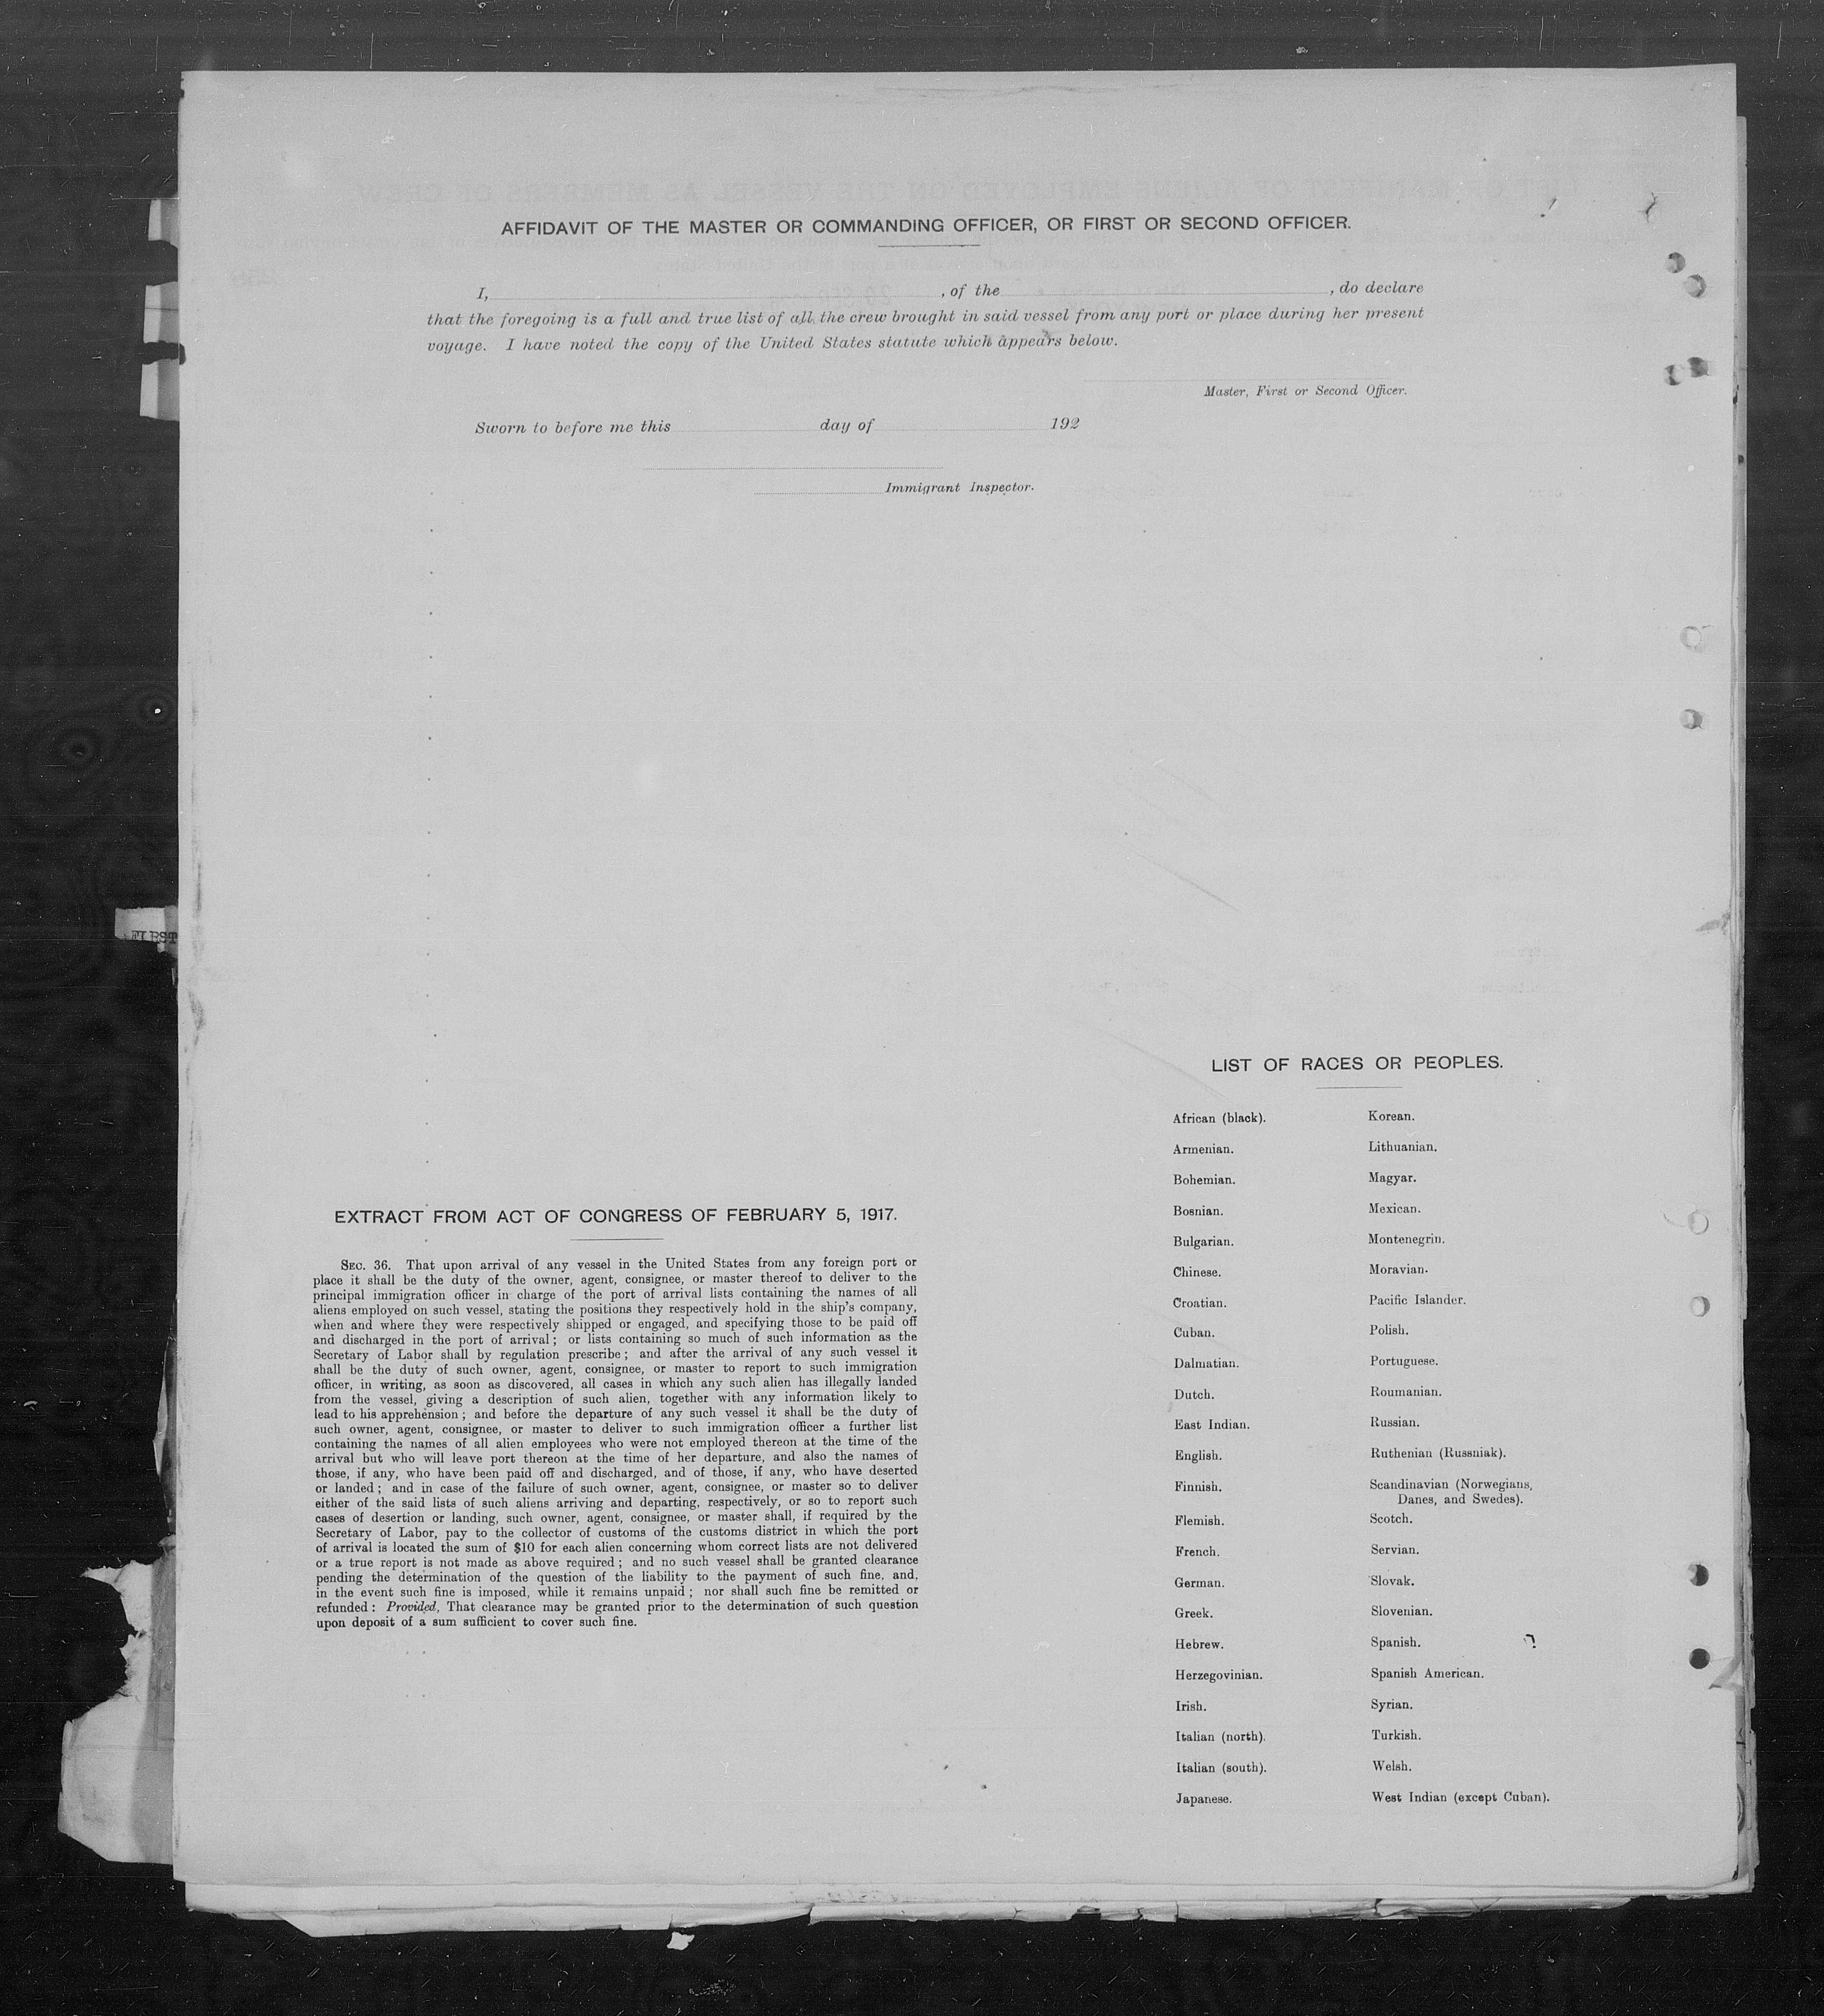 AFFIDAVIT OF THE MASTER OR COMMANDING OFFICER, OR FIRST OR SECOND OFFICER.
I, , of the , do declare
that the foregoing is a full and true list of all the crew brought in said vessel from any port or place during her present
voyage. I have noted the copy of the United States statute which appears below.
Master, First or Second Officer.
Sworn to before me this day of 192
Immigrant Inspector.
FIRST
EXTRACT FROM ACT OF CONGRESS OF FEBRUARY 5, 1917.
SEC. 36. That upon arrival of any vessel in the United States from any foreign port or
place it shall be the duty of the owner, agent, consignee, or master thereof to deliver to the
principal immigration officer in charge of the port of arrival lists containing the names of all
aliens employed on such vessel, stating the positions they respectively hold in the ship's company,
when and where they were respectively shipped or engaged, and specifying those to be paid off
and discharged in the port of arrival; or lists containing so much of such information as the
Secretary of Labor shall by regulation prescribe; and after the arrival of any such vessel it
shall be the duty of such owner, agent, consignee, or master to report to such immigration
officer, in writing, as soon as discovered, all cases in which any such alien has illegally landed
from the vessel, giving a description of such alien, together with any information likely to
lead to his apprehension; and before the departure of any such vessel it shall be the duty of
such owner, agent, consignee, or master to deliver to such immigration officer a further list
containing the names of all alien employees who were not employed thereon at the time of the
arrival but who will leave port thereon at the time of her departure, and also the names of
those, if any, who have been paid off and discharged, and of those, if any, who have deserted
or landed; and in case of the failure of such owner, agent, consignee, or master so to deliver
either of the said lists of such aliens arriving and departing, respectively, or so to report such
cases of desertion or landing, such owner, agent, consignee, or master shall, if required by the
Secretary of Labor, pay to the collector of customs of the customs district in which the port
of arrival is located the sum of $10 for each alien concerning whom correct lists are not delivered
or a true report is not made as above required; and no such vessel shall be granted clearance
pending the determination of the question of the liability to the payment of such fine, and,
in the event such fine is imposed, while it remains unpaid; nor shall such fine be remitted or
refunded: Provided, That clearance may be granted prior to the determination of such question
upon deposit of a sum sufficient to cover such fine.
LIST OF RACES OR PEOPLES.
African (black).
Armenian.
Bohemian.
Bosnian.
Bulgarian.
Chinese.
Croatian.
Cuban.
Dalmatian.
Dutch.
East Indian.
English.
Finnish.
Flemish.
French.
German.
Greek.
Hebrew.
Herzegovinian.
Irish.
Italian (north).
Italian (south).
Japanese.
Korean.
Lithuanian.
Magyar.
Mexican.
Montenegrin.
Moravian.
Pacific Islander.
Polish.
Portuguese.
Roumanian.
Russian.
Ruthenian (Russniak).
Scandinavian (Norwegians,
Danes, and Swedes).
Scotch.
Servian.
Slovak.
Slovenian.
Spanish.
Spanish American.
Syrian.
Turkish.
Welsh.
West Indian (except Cuban).